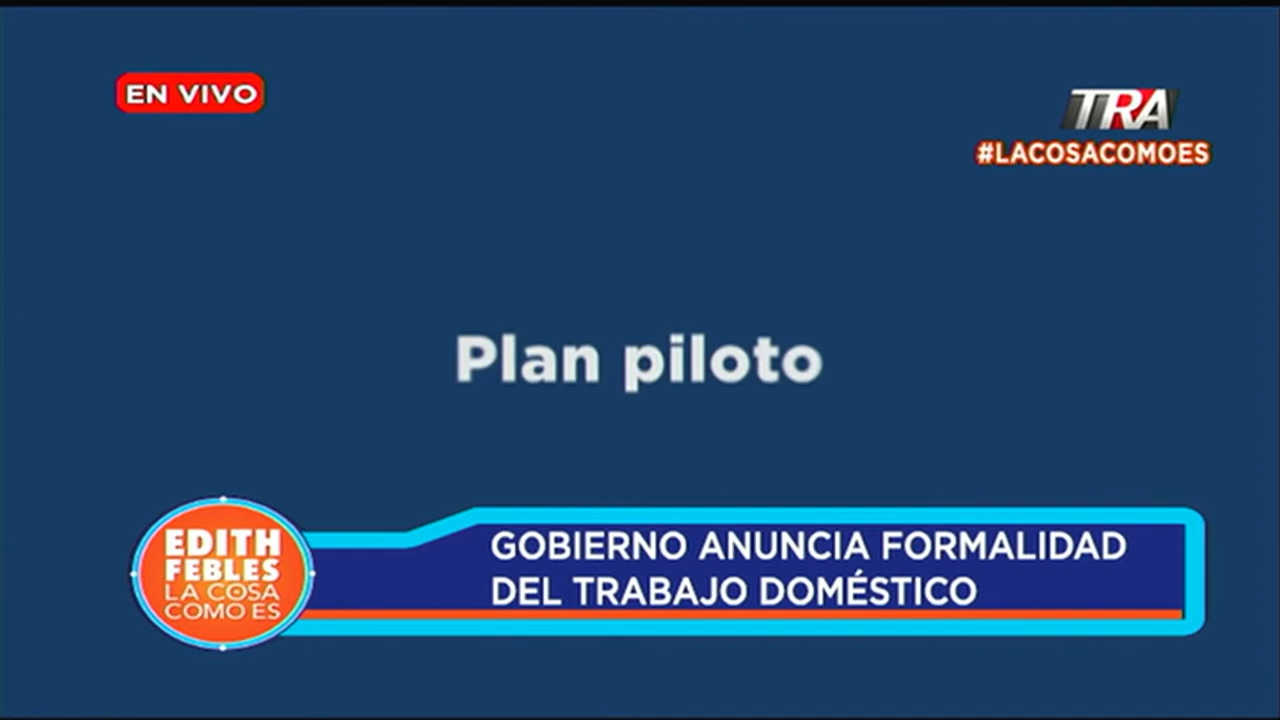 EN VIVO
TRA
#LACOSACOMOES
Plan piloto
EDITH
FEBLES
LA COSA
COMO ES
GOBIERNO ANUNCIA FORMALIDAD
DEL TRABAJO DOMÉSTICO